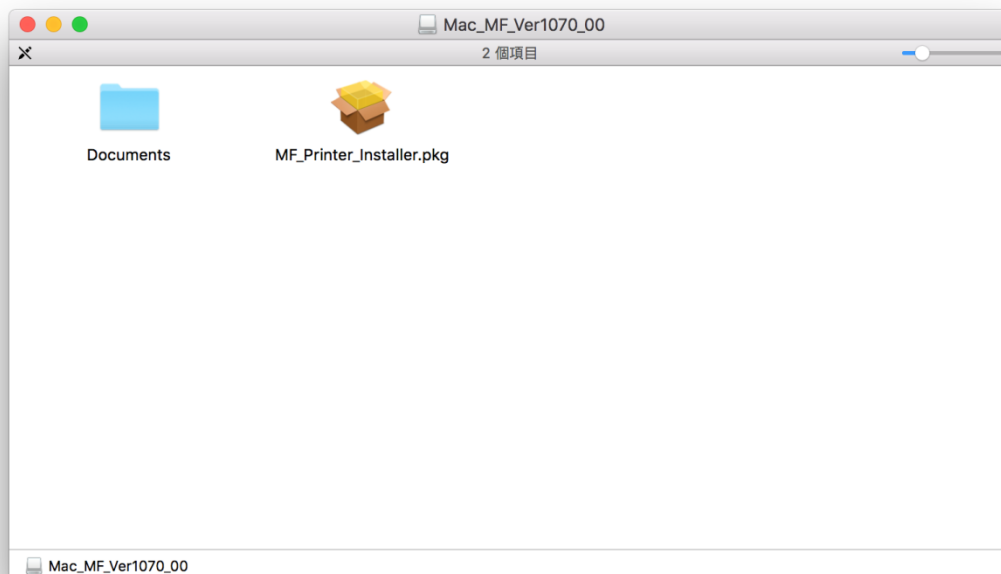 Mac_MF_Ver1070_00
2 個項目
Documents
MF_Printer_Installer.pkg
Mac_MF_Ver1070_00